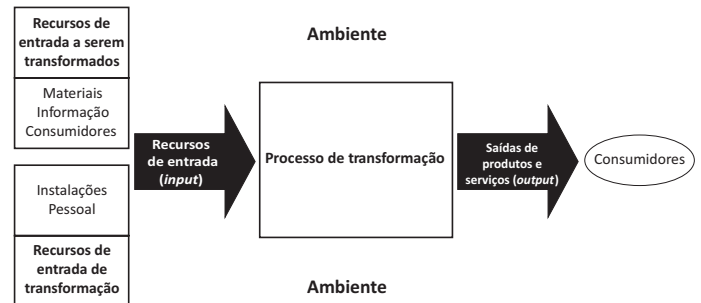 Recursos de
entrada a serem
transformados
Materiais
Informação
Consumidores
Instalações
Pessoal
Recursos de
entrada de
transformação
Recursos
de entrada
(input)
Ambiente
Processo de transformação
Ambiente
Saídas de
produtos e
serviços (output)
Consumidores